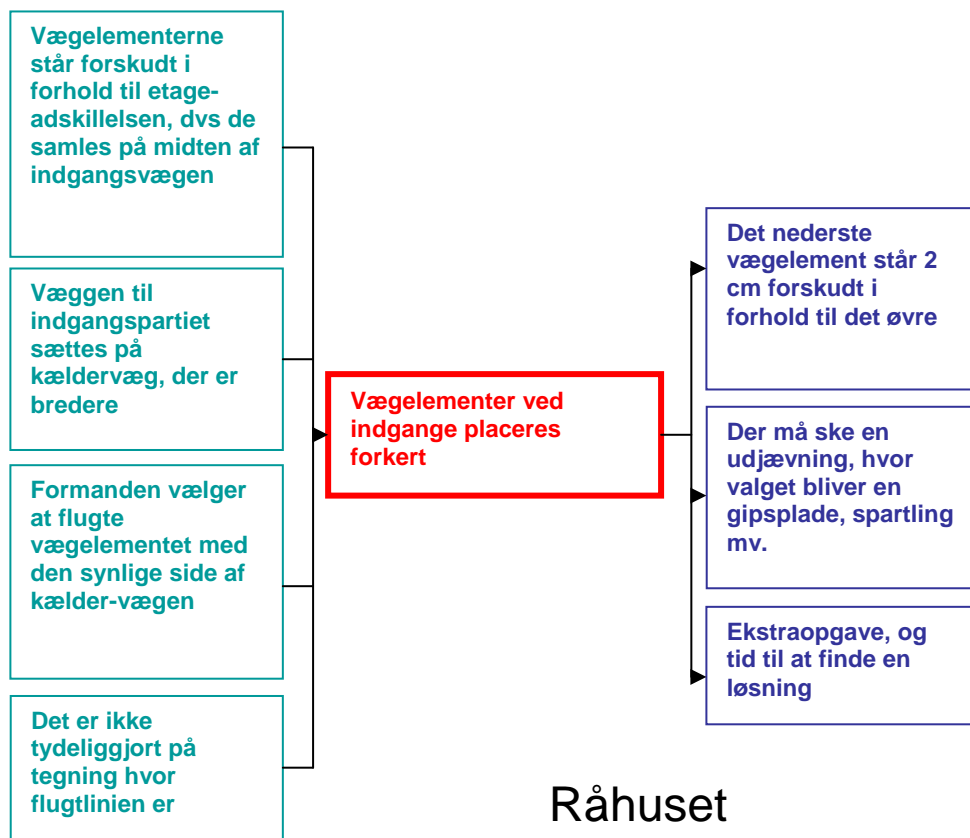 Vægelementerne
står forskudt i
forhold til etage-
adskillelsen, dvs de
samles på midten af
indgangsvægen
Væggen til
indgangspartiet
sættes på
kældervæg, der er
bredere
Formanden vælger
at flugte
vægelementet med
den synlige side af
kælder-vægen
Det er ikke
tydeliggjort på
tegning hvor
flugtlinien er
Vægelementer ved
indgange placeres
forkert
Det nederste
vægelement står 2
cm forskudt i
forhold til det øvre
Der må ske en
udjævning, hvor
valget bliver en
gipsplade, spartling
mv.
Ekstraopgave, og
tid til at finde en
løsning
Råhuset